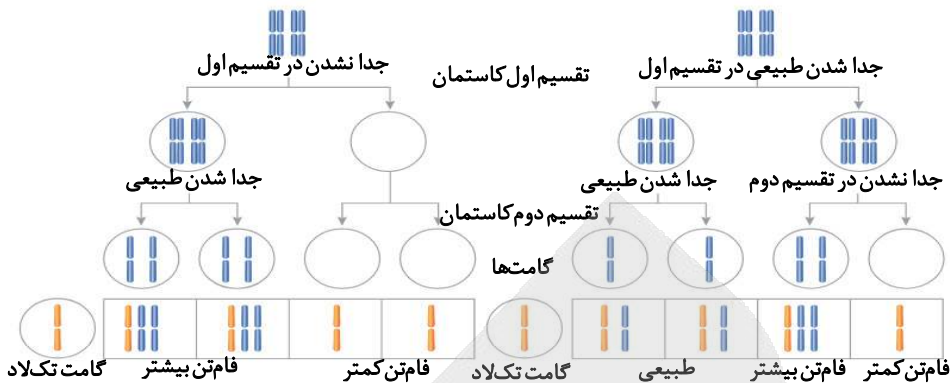 جدا شدن طبیعی در تقسیم اول
تقسیم اول کاستمان
جدا نشدن در تقسیم اول
جدا نشدن در تقسیم دوم
جدا شدن طبیعی
جدا شدن طبیعی
تقسیم دوم کاستمان
گامت‌ها
فام‌تن کمتر
فام‌تن بیشتر
طبیعی
گامت تک‌لاد
فام‌تن کمتر
فام‌تن بیشتر
گامت تک‌لاد